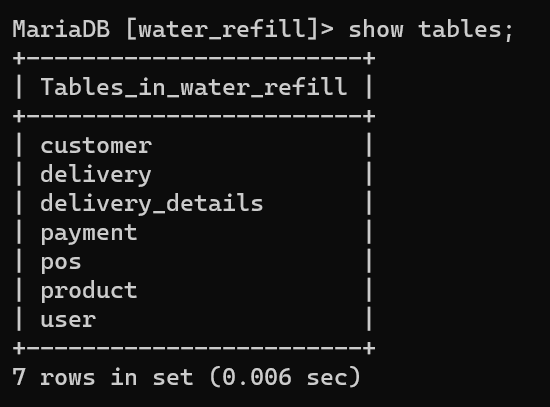 MariaDB [water_refill]> show tables;
+------------------------+
| Tables_in_water_refill |
+------------------------+
| customer               |
| delivery               |
| delivery_details       |
| payment                |
| pos                    |
| product                |
| user                   |
+------------------------+
7 rows in set (0.006 sec)